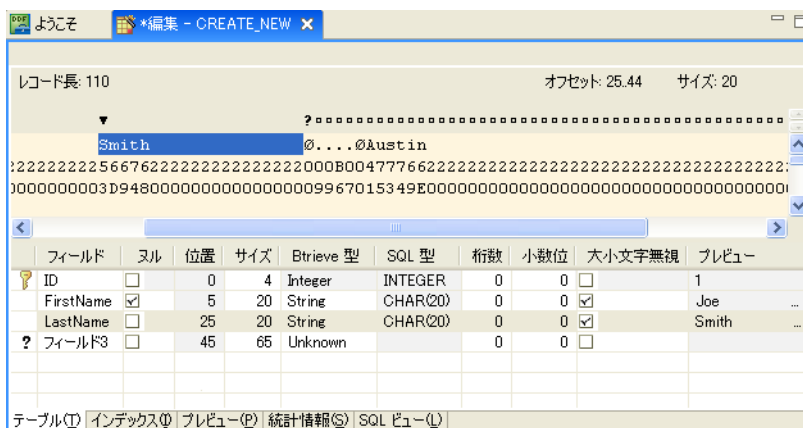 DDF ようこそ *編集 - CREATE_NEW
レコード長: 110 オフセット: 25..44 サイズ: 20
Smith Ø....ØAustin
フィールド ヌル 位置 サイズ Btrieve 型 SQL 型 桁数 小数位 大小文字無視 プレビュー
ID 0 4 Integer INTEGER 0 0 1
FirstName 5 20 String CHAR(20) 0 0 Joe ...
LastName 25 20 String CHAR(20) 0 0 Smith ...
? フィールド3 45 65 Unknown 0 0
テーブル(T) インデックス(I) プレビュー(P) 統計情報(S) SQL ビュー(L)